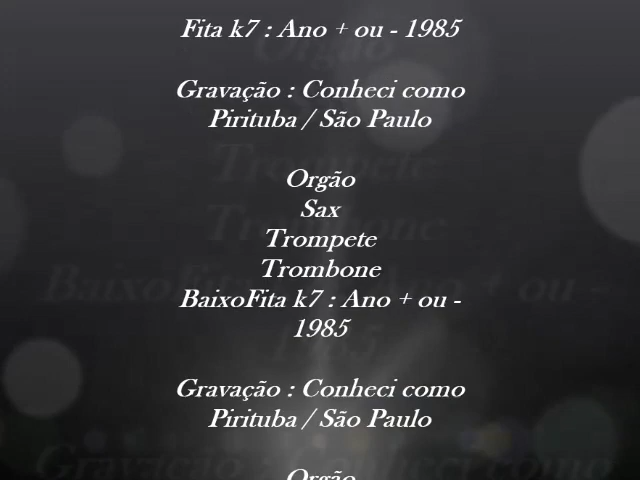 Fita k7 : Ano + ou - 1985
Gravação : Conheci como
Pirituba / São Paulo
Orgão
Sax
Trompete
Trombone
BaixoFita k7 : Ano + ou -
1985
Gravação : Conheci como
Pirituba / São Paulo
Orgão